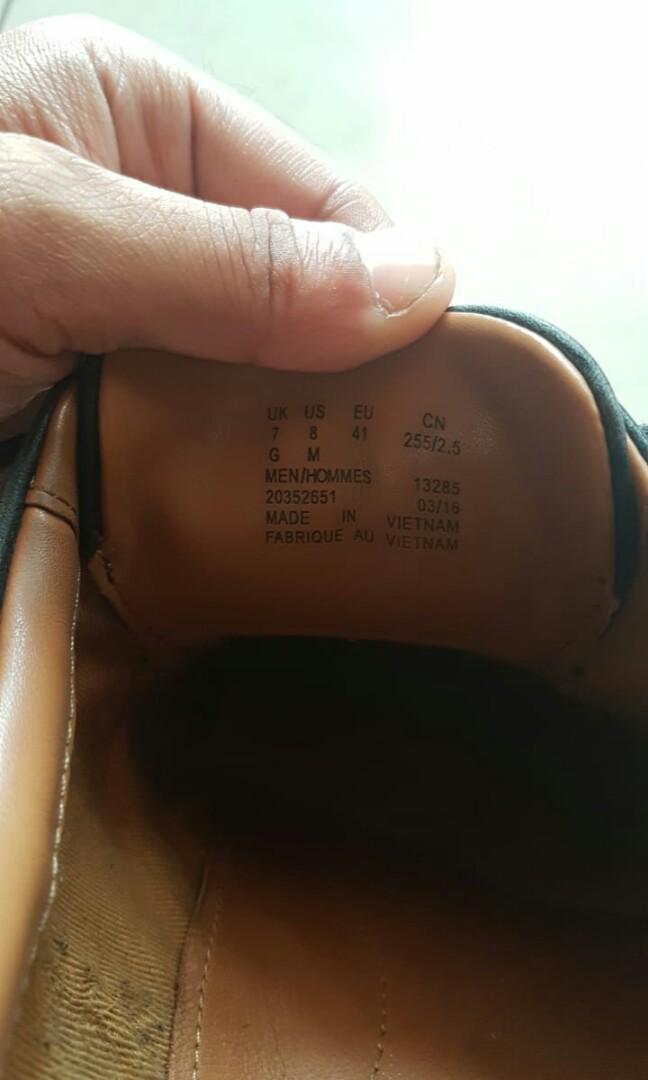 UK US EU CN
7 8 41 255/2.5
G M
MEN/HOMMES 13285
20352651 03/16
MADE IN VIETNAM
FABRIQUE AU VIETNAM